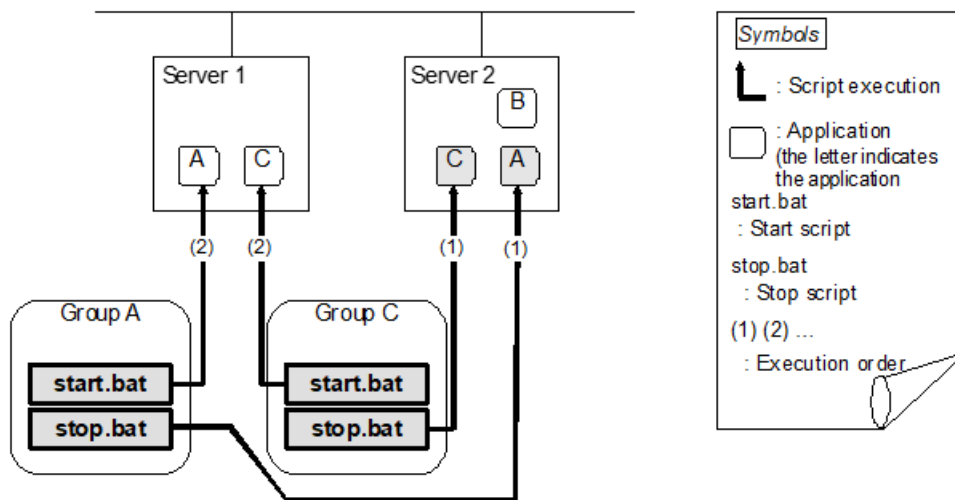 Server 1
A
C
Server 2
B
C
A
(2)
(2)
(1)
(1)
Group A
start.bat
stop.bat
Group C
start.bat
stop.bat
Symbols
: Script execution
: Application
(the letter indicates
the application
start.bat
: Start script
stop.bat
: Stop script
(1) (2) ...
: Execution order